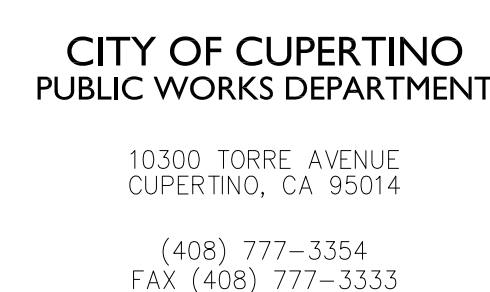 CITY OF CUPERTINO
PUBLIC WORKS DEPARTMENT
10300 TORRE AVENUE
CUPERTINO, CA 95014
(408) 777-3354
FAX (408) 777-3333